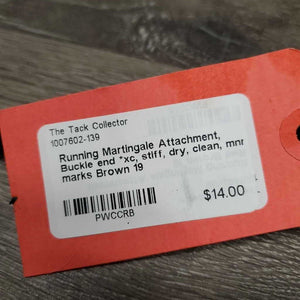 The Tack Collector
1007602-139
Running Martingale Attachment,
Buckle end *xc, stiff, dry, clean, mnr
marks Brown 19
$14.00
PWCCRB